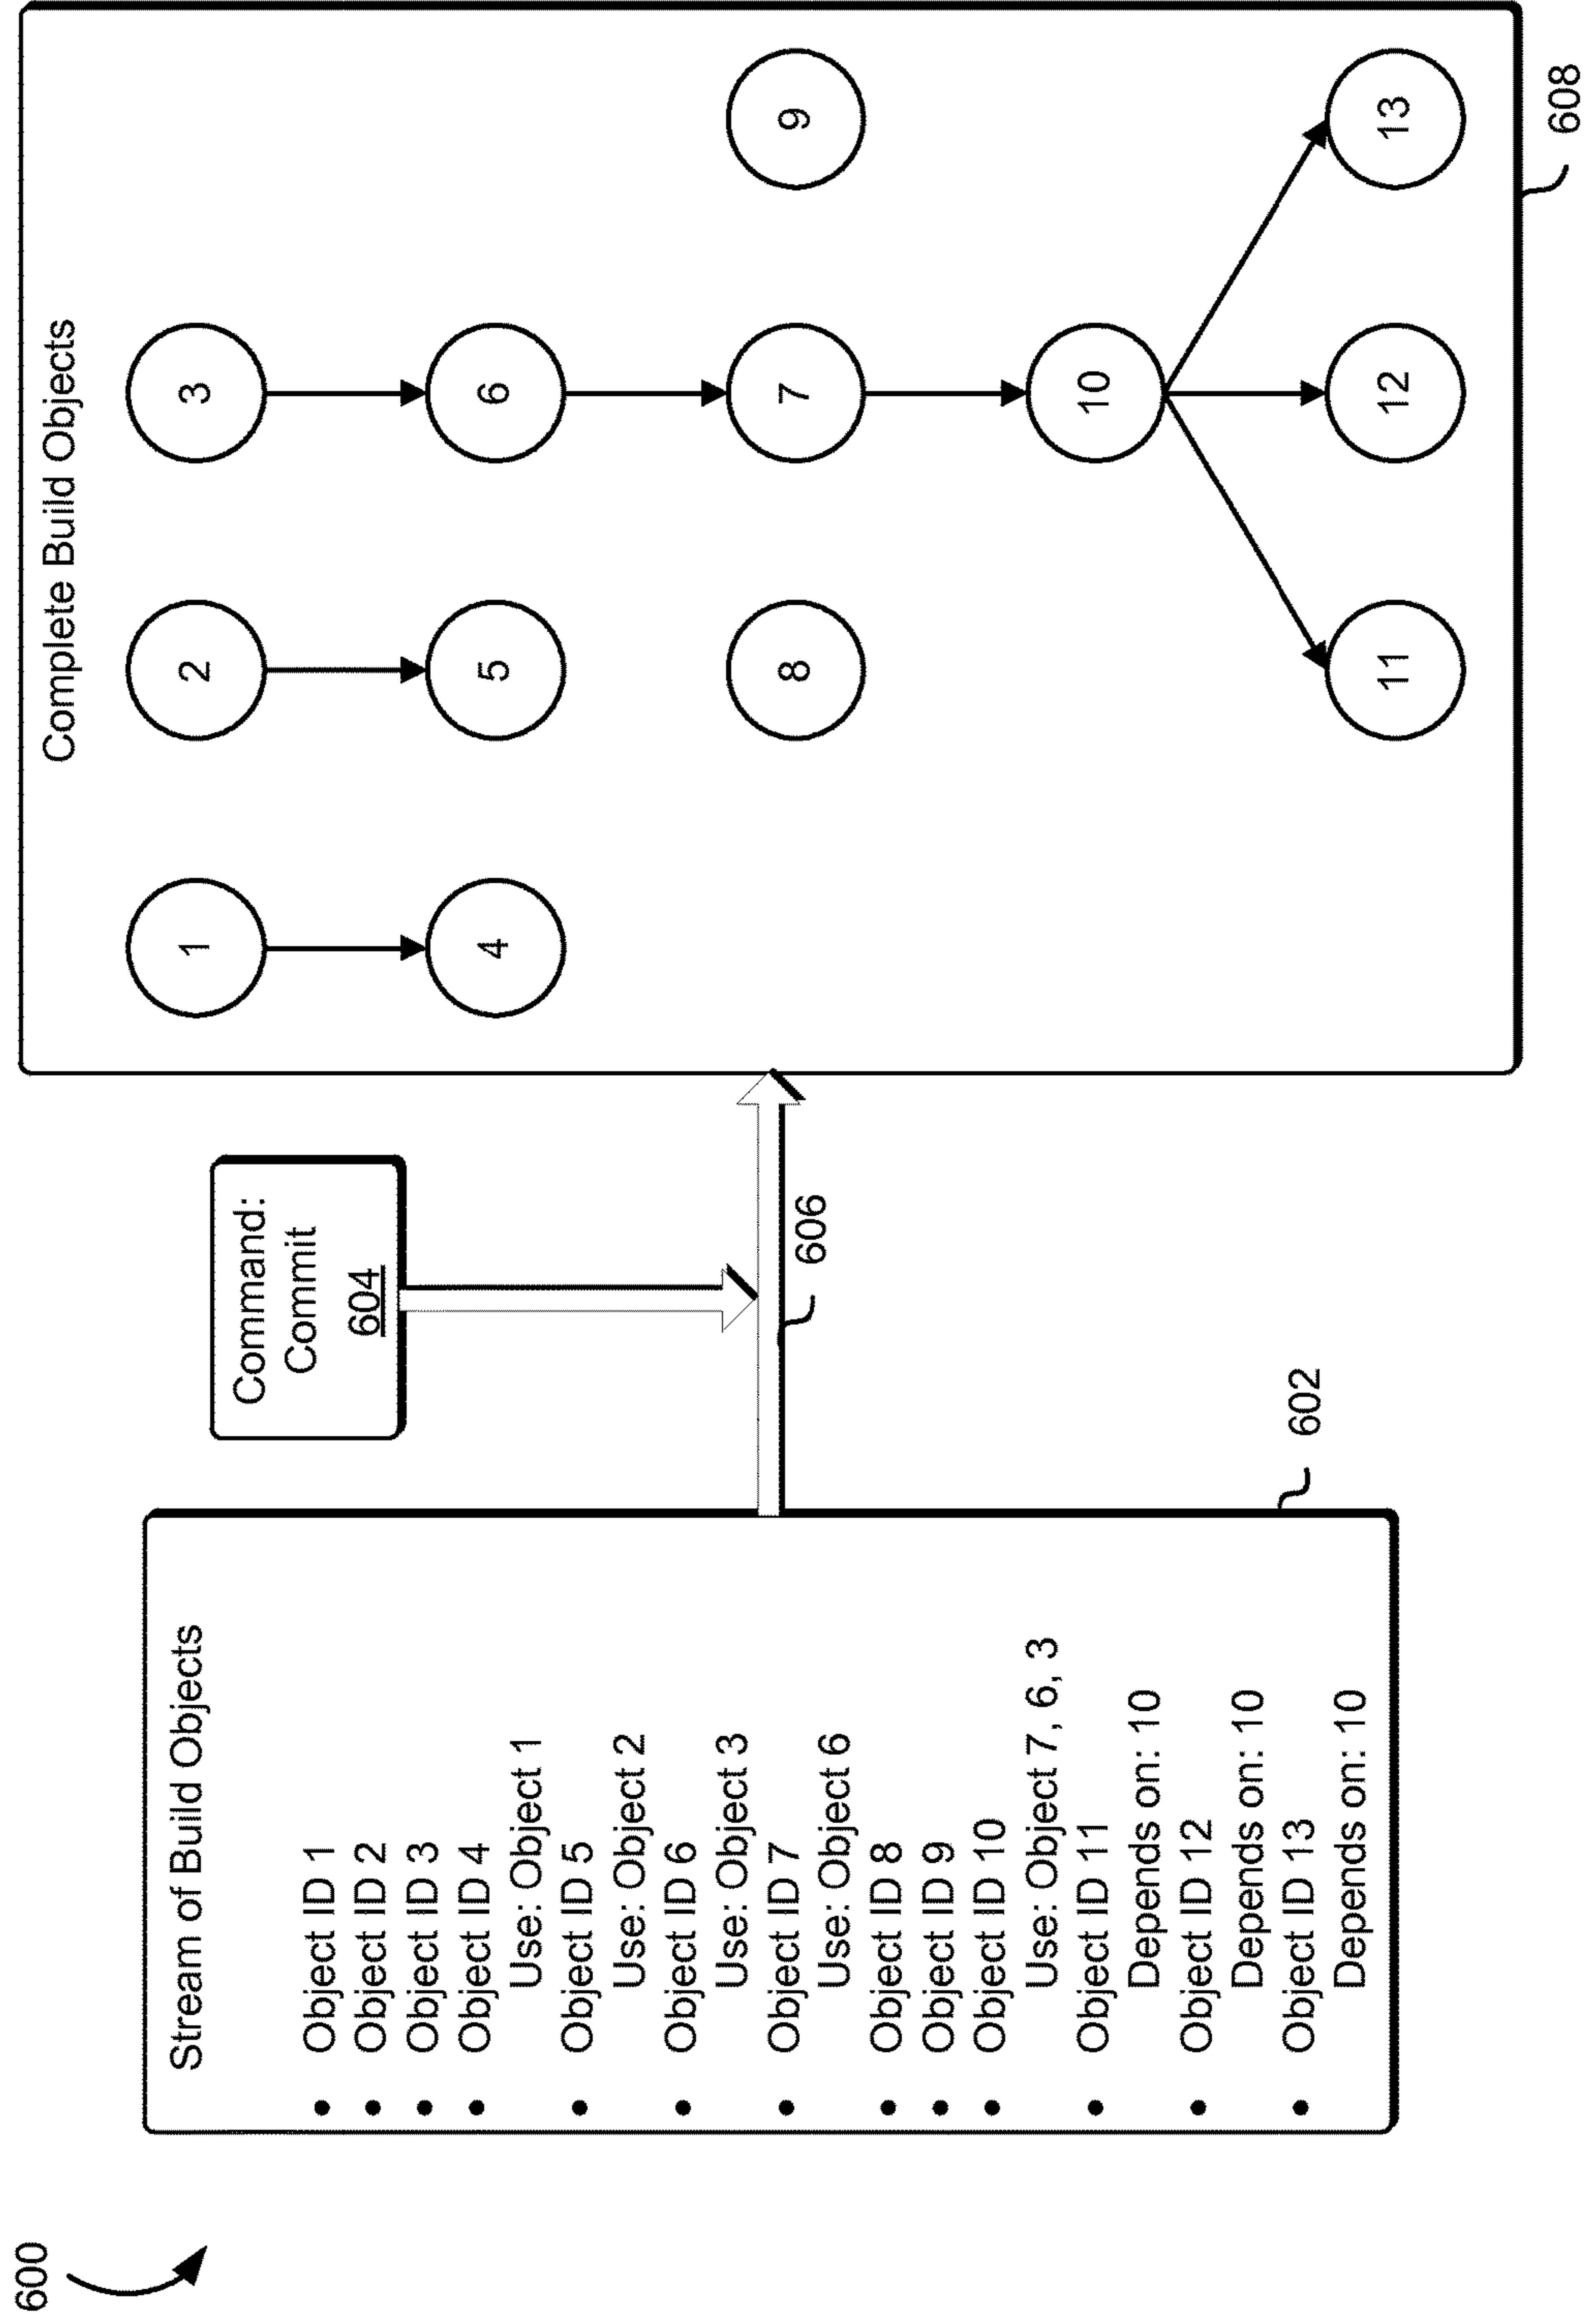 600
Stream of Build Objects
• Object ID 1
• Object ID 2
• Object ID 3
• Object ID 4
Use: Object 1
• Object ID 5
Use: Object 2
• Object ID 6
Use: Object 3
• Object ID 7
Use: Object 6
• Object ID 8
• Object ID 9
• Object ID 10
Use: Object 7, 6, 3
• Object ID 11
Depends on: 10
• Object ID 12
Depends on: 10
• Object ID 13
Depends on: 10
602
Command:
Commit
604
606
Complete Build Objects
1
2
3
4
5
6
8
7
9
10
11
12
13
608